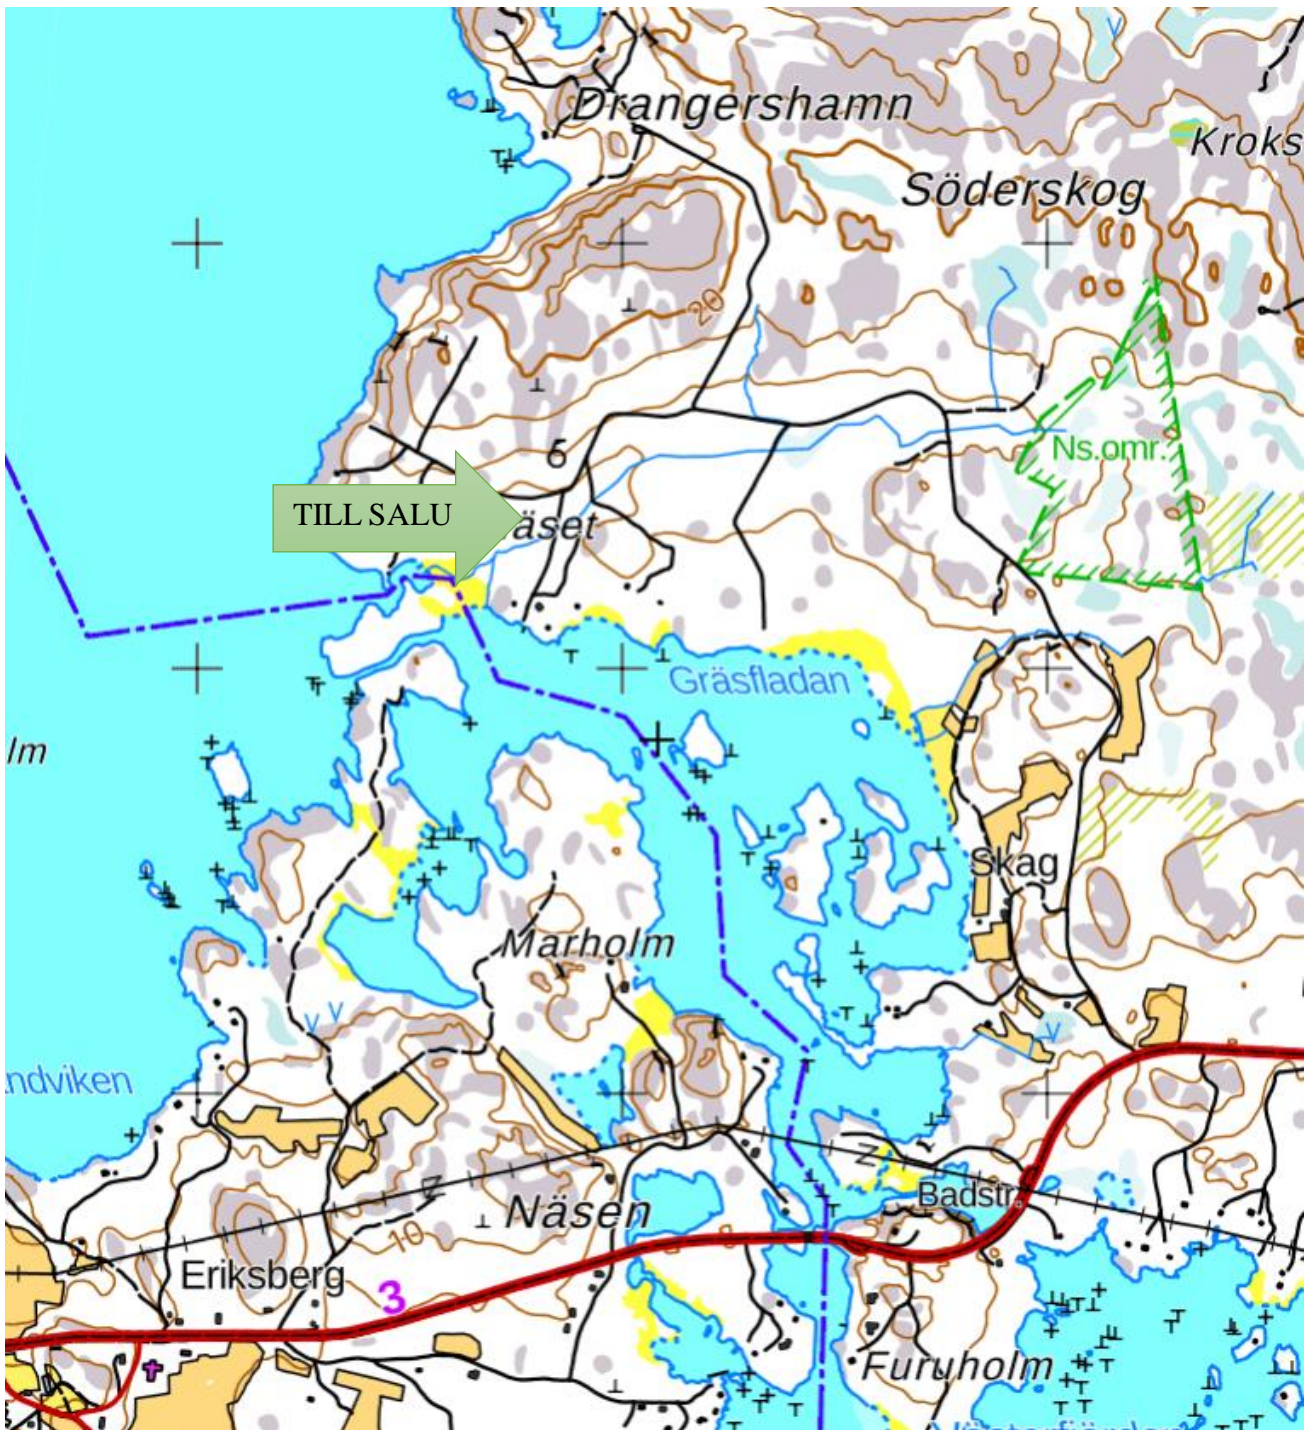 Drangershamn
Kroks
Söderskog
20
Ns.omr.
6
TILL SALU
äset
Gräsfladan
lm
Skag
Marholm
V V
V
V
ndviken
Z
Z
Badstr.
Näsen
10
Eriksberg
3
Furuholm